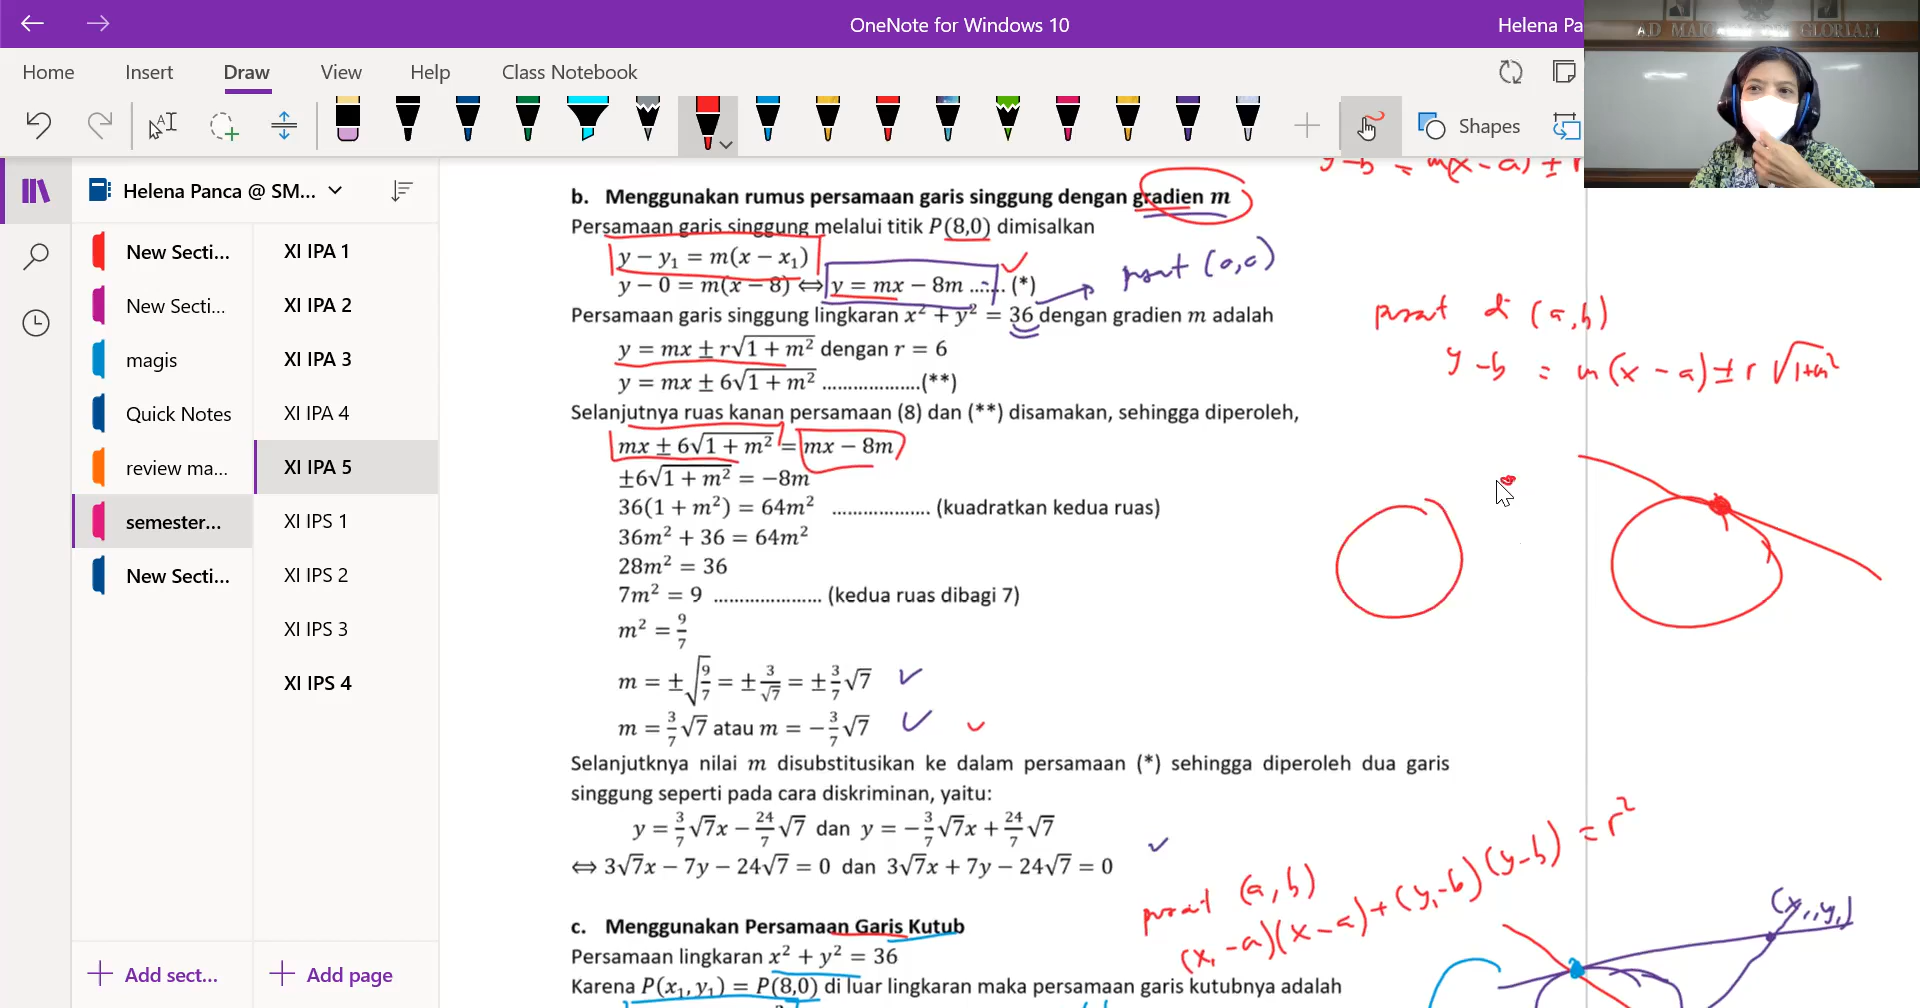 OneNote for Windows 10
Helena Pa
AD MAIO GLORIAM
Home Insert Draw View Help Class Notebook
Shapes
Helena Panca @ SM...
New Secti...
New Secti...
magis
Quick Notes
review ma...
semester...
New Secti...
Add sect...
XI IPA 1
XI IPA 2
XI IPA 3
XI IPA 4
XI IPA 5
XI IPS 1
XI IPS 2
XI IPS 3
XI IPS 4
Add page
y - b = m(x - a) ± r
b. Menggunakan rumus persamaan garis singgung dengan gradien m
Persamaan garis singgung melalui titik P(8,0) dimisalkan
y − y₁ = m(x − x₁)
y − 0 = m(x − 8) ⇔ y = mx − 8m ...... (*)
pusat (0,0)
Persamaan garis singgung lingkaran x² + y² = 36 dengan gradien m adalah
y = mx ± r√1 + m² dengan r = 6
y = mx ± 6√1 + m² ...................(**)
pusat di (a,b)
y - b = m(x - a) ± r √1+m²
Selanjutnya ruas kanan persamaan (8) dan (**) disamakan, sehingga diperoleh,
mx ± 6√1 + m² = mx − 8m
±6√1 + m² = −8m
36(1 + m²) = 64m² .................. (kuadratkan kedua ruas)
36m² + 36 = 64m²
28m² = 36
7m² = 9 .................... (kedua ruas dibagi 7)
m² = 9/7
m = ±√9/7 = ±3/√7 = ±3/7√7
m = 3/7√7 atau m = −3/7√7
Selanjutknya nilai m disubstitusikan ke dalam persamaan (*) sehingga diperoleh dua garis
singgung seperti pada cara diskriminan, yaitu:
y = 3/7√7x − 24/7√7 dan y = −3/7√7x + 24/7√7
⇔ 3√7x − 7y − 24√7 = 0 dan 3√7x + 7y − 24√7 = 0
pusat (a,b)
(x₁-a)(x-a)+(y₁-b)(y-b) = r²
(x₁,y₁)
c. Menggunakan Persamaan Garis Kutub
Persamaan lingkaran x² + y² = 36
Karena P(x₁, y₁) = P(8,0) di luar lingkaran maka persamaan garis kutubnya adalah